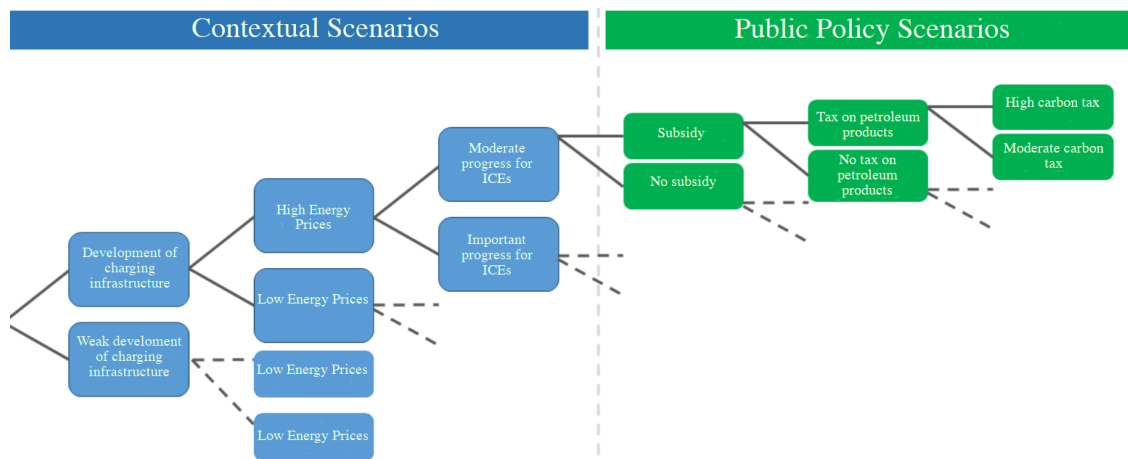 Contextual Scenarios
Public Policy Scenarios
Development of
charging
infrastructure
Weak develoment
of charging
infrastructure
High Energy
Prices
Low Energy Prices
Low Energy Prices
Low Energy Prices
Moderate
progress for
ICEs
Important
progress for
ICEs
Subsidy
No subsidy
Tax on petroleum
products
No tax on
petroleum
products
High carbon tax
Moderate carbon
tax